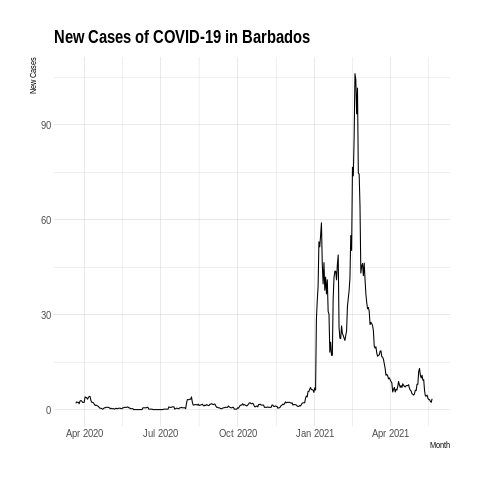 New Cases of COVID-19 in Barbados
New Cases
90
60
30
0
Apr 2020 Jul 2020 Oct 2020 Jan 2021 Apr 2021
Month